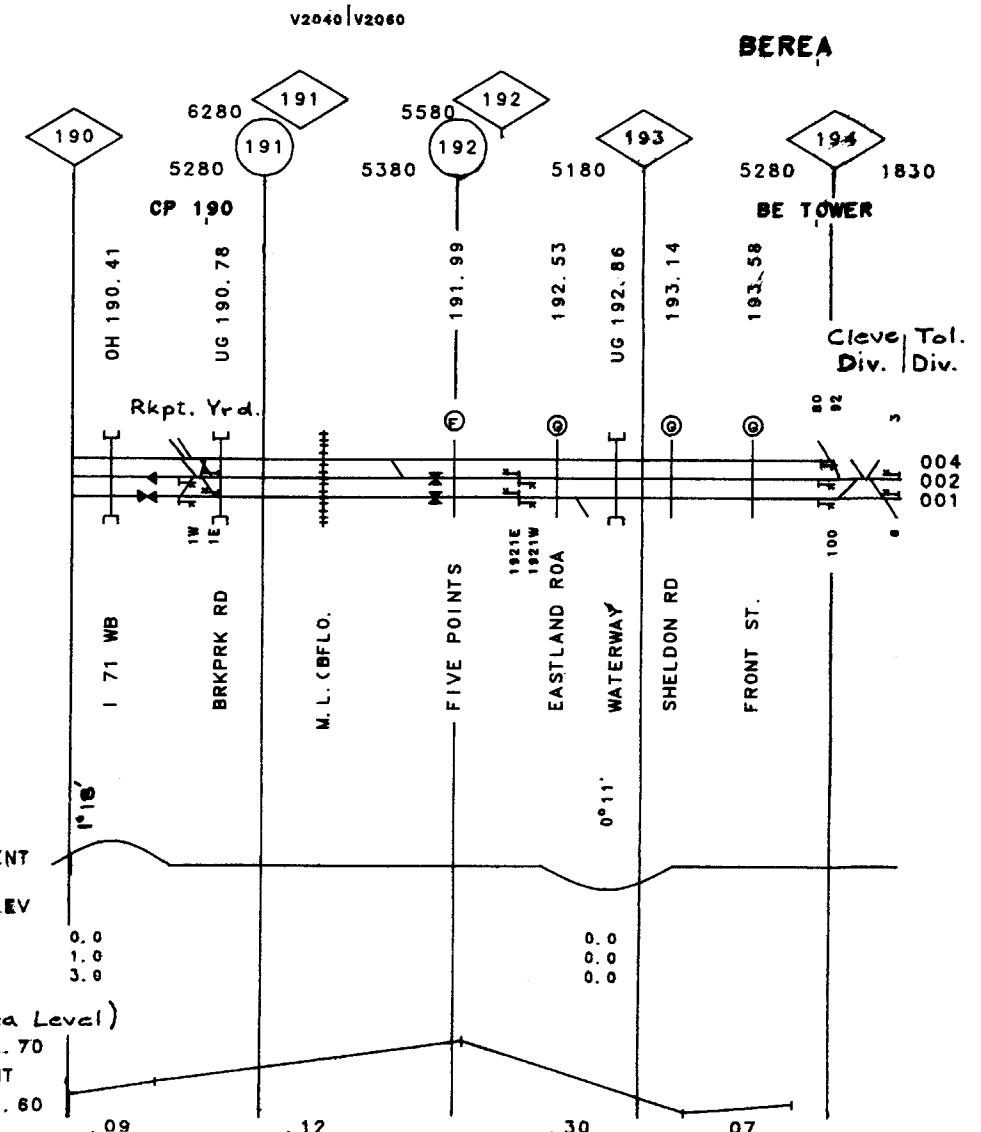 V2040 | V2060
BEREA
190
6280
191
5580
192
193
194
191
192
5280
5380
5180
5280
1830
CP 190
BE TOWER
OH 190.41
UG 190.78
191.99
192.53
UG 192.86
193.14
193.58
Cleve | Tol.
Div. | Div.
Rkpt. Yrd.
80
92
3
F
G
G
G
004
002
001
1W
1E
1921E
1921W
100
I 71 WB
BRKPRK RD
M.L.(BFLO.
FIVE POINTS
EASTLAND ROA
WATERWAY
SHELDON RD
FRONT ST.
1°18'
0°11'
ENT
LEV
0.0
1.0
0.0
0.0
0.0
a Level)
.70
NT
.60
.09
.12
.30
.07